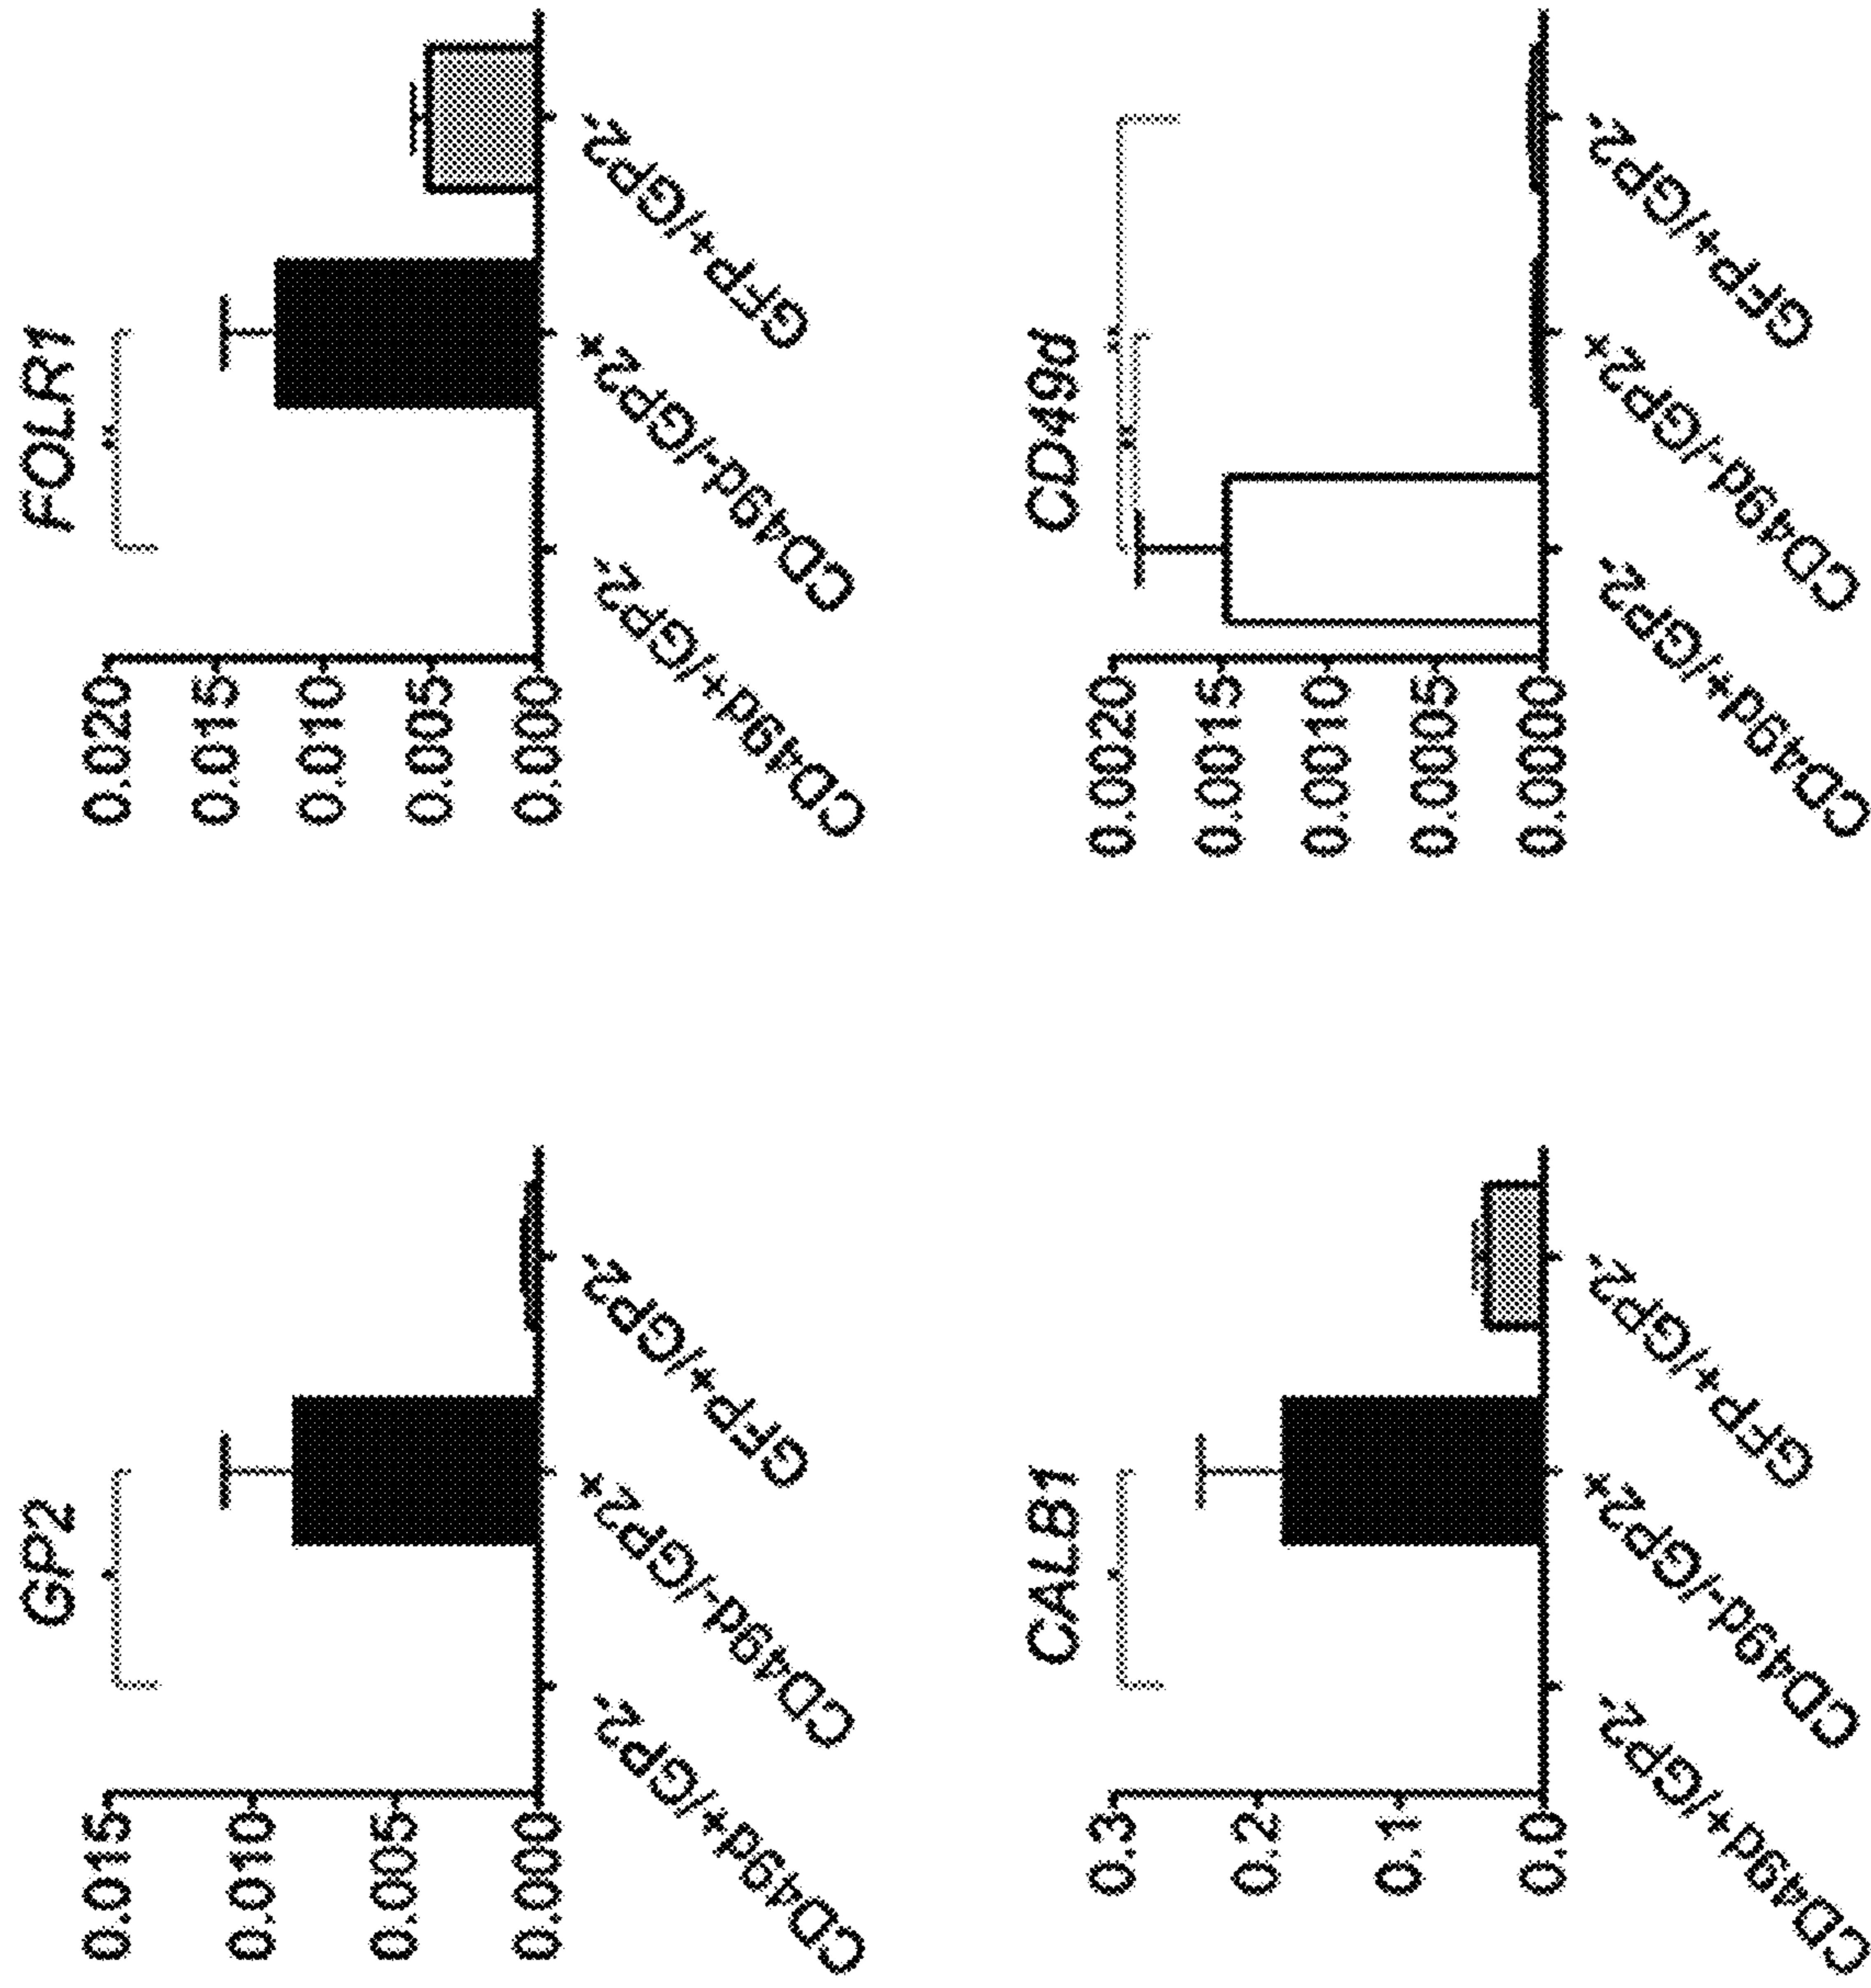 GP2
0.015
0.010
0.005
0.000
CD49d+/GP2-
CD49d-/GP2+
GFP+/GP2-
*
FOLR1
0.020
0.015
0.010
0.005
0.000
CD49d+/GP2-
CD49d-/GP2+
GFP+/GP2-
**
CALB1
0.3
0.2
0.1
0.0
CD49d+/GP2-
CD49d-/GP2+
GFP+/GP2-
*
CD49d
0.0020
0.0015
0.0010
0.0005
0.0000
CD49d+/GP2-
CD49d-/GP2+
GFP+/GP2-
**
**